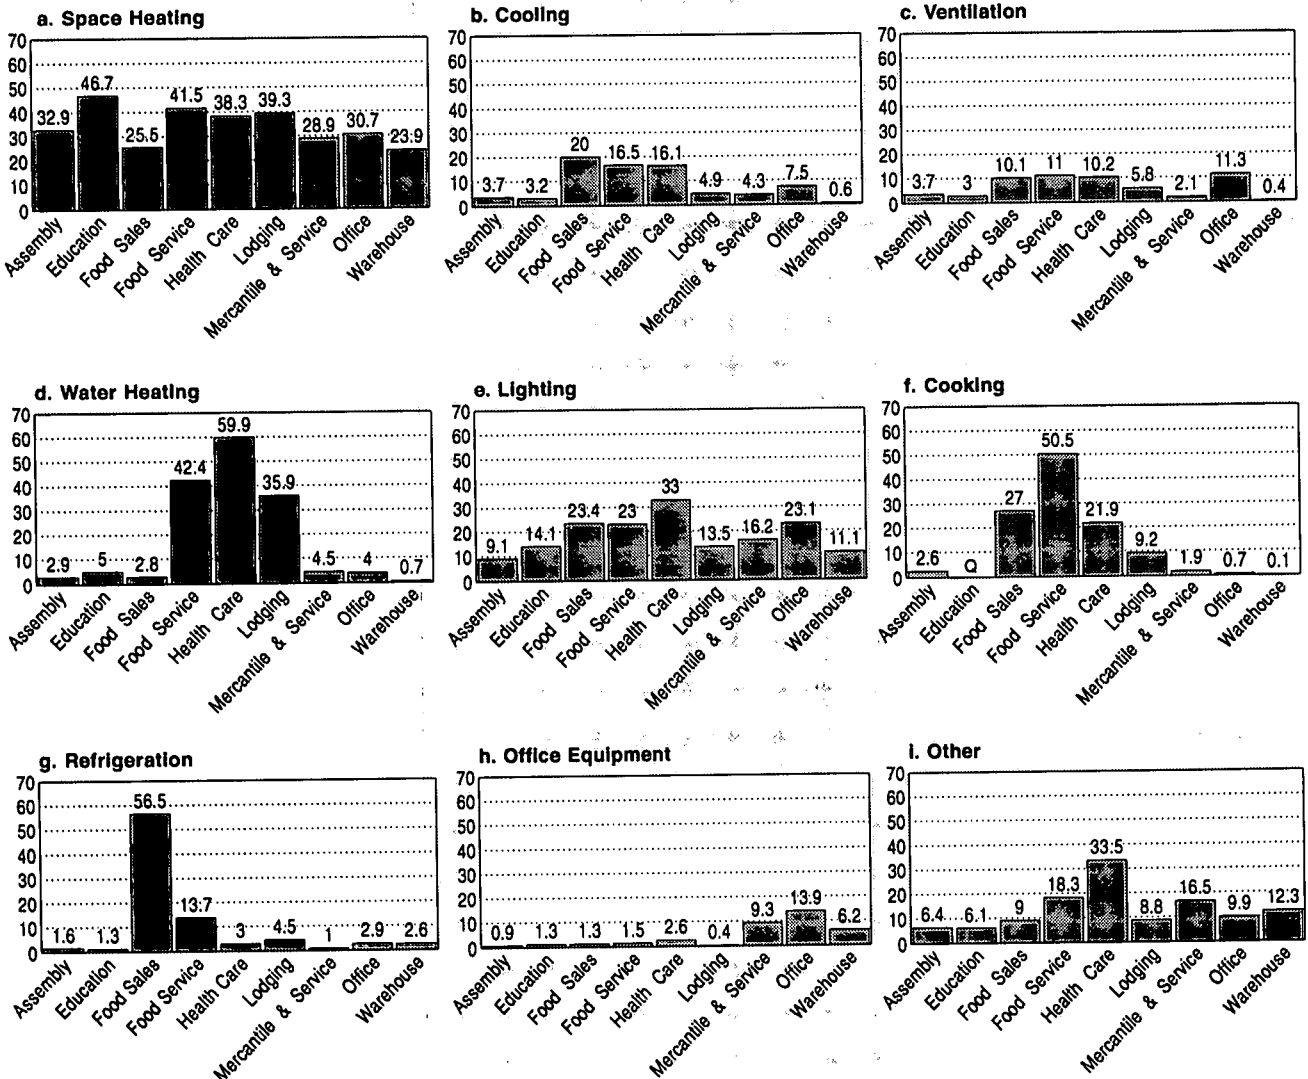 a. Space Heating
70
60
50
40
30
20
10
0
32.9
46.7
25.5
41.5
38.3
39.3
28.9
30.7
23.9
Assembly
Education
Food Sales
Food Service
Health Care
Lodging
Mercantile & Service
Office
Warehouse
b. Cooling
70
60
50
40
30
20
10
0
3.7
3.2
20
16.5
16.1
4.9
4.3
7.5
0.6
Assembly
Education
Food Sales
Food Service
Health Care
Lodging
Mercantile & Service
Office
Warehouse
c. Ventilation
70
60
50
40
30
20
10
0
3.7
3
10.1
11
10.2
5.8
2.1
11.3
0.4
Assembly
Education
Food Sales
Food Service
Health Care
Lodging
Mercantile & Service
Office
Warehouse
d. Water Heating
70
60
50
40
30
20
10
0
2.9
5
2.8
42.4
59.9
35.9
4.5
4
0.7
Assembly
Education
Food Sales
Food Service
Health Care
Lodging
Mercantile & Service
Office
Warehouse
e. Lighting
70
60
50
40
30
20
10
0
9.1
14.1
23.4
23
33
13.5
16.2
23.1
11.1
Assembly
Education
Food Sales
Food Service
Health Care
Lodging
Mercantile & Service
Office
Warehouse
f. Cooking
70
60
50
40
30
20
10
0
2.6
Q
27
50.5
21.9
9.2
1.9
0.7
0.1
Assembly
Education
Food Sales
Food Service
Health Care
Lodging
Mercantile & Service
Office
Warehouse
g. Refrigeration
70
60
50
40
30
20
10
0
1.6
1.3
56.5
13.7
3
4.5
1
2.9
2.6
Assembly
Education
Food Sales
Food Service
Health Care
Lodging
Mercantile & Service
Office
Warehouse
h. Office Equipment
70
60
50
40
30
20
10
0
0.9
1.3
1.3
1.5
2.6
0.4
9.3
13.9
6.2
Assembly
Education
Food Sales
Food Service
Health Care
Lodging
Mercantile & Service
Office
Warehouse
i. Other
70
60
50
40
30
20
10
0
6.4
6.1
9
18.3
33.5
8.8
16.5
9.9
12.3
Assembly
Education
Food Sales
Food Service
Health Care
Lodging
Mercantile & Service
Office
Warehouse